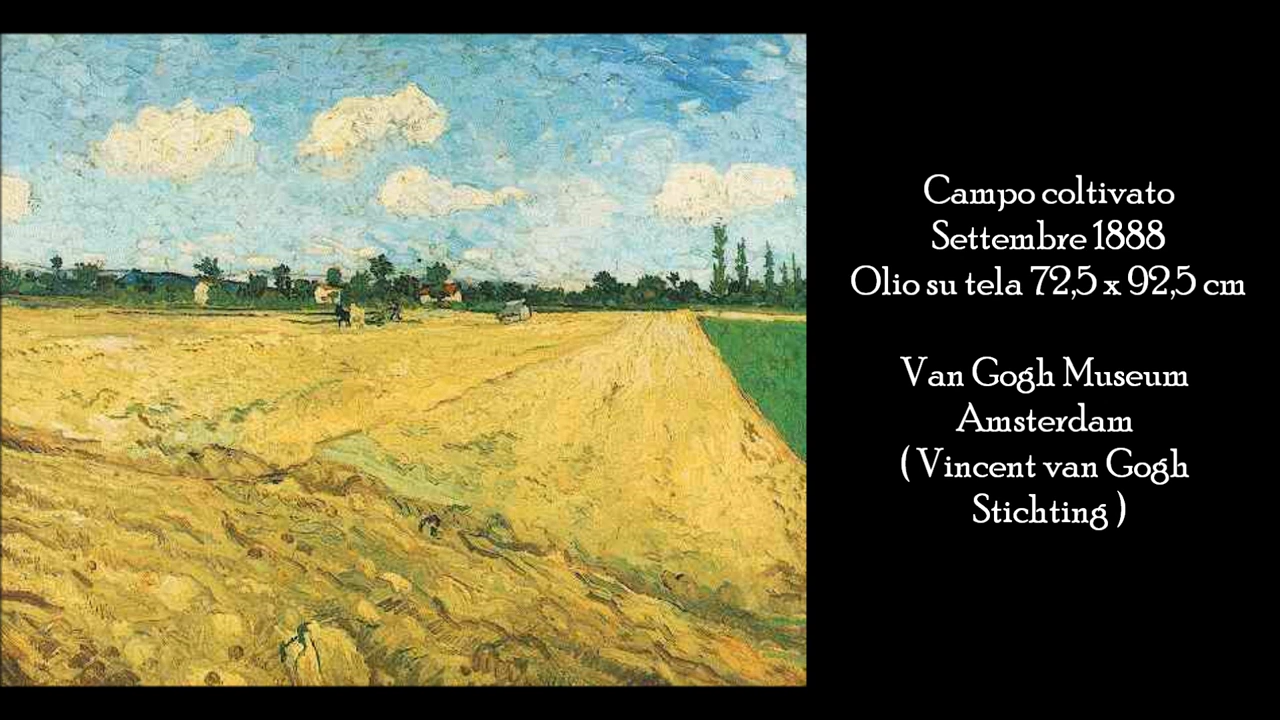 Campo coltivato
Settembre 1888
Olio su tela 72,5 x 92,5 cm
Van Gogh Museum
Amsterdam
( Vincent van Gogh
Stichting )